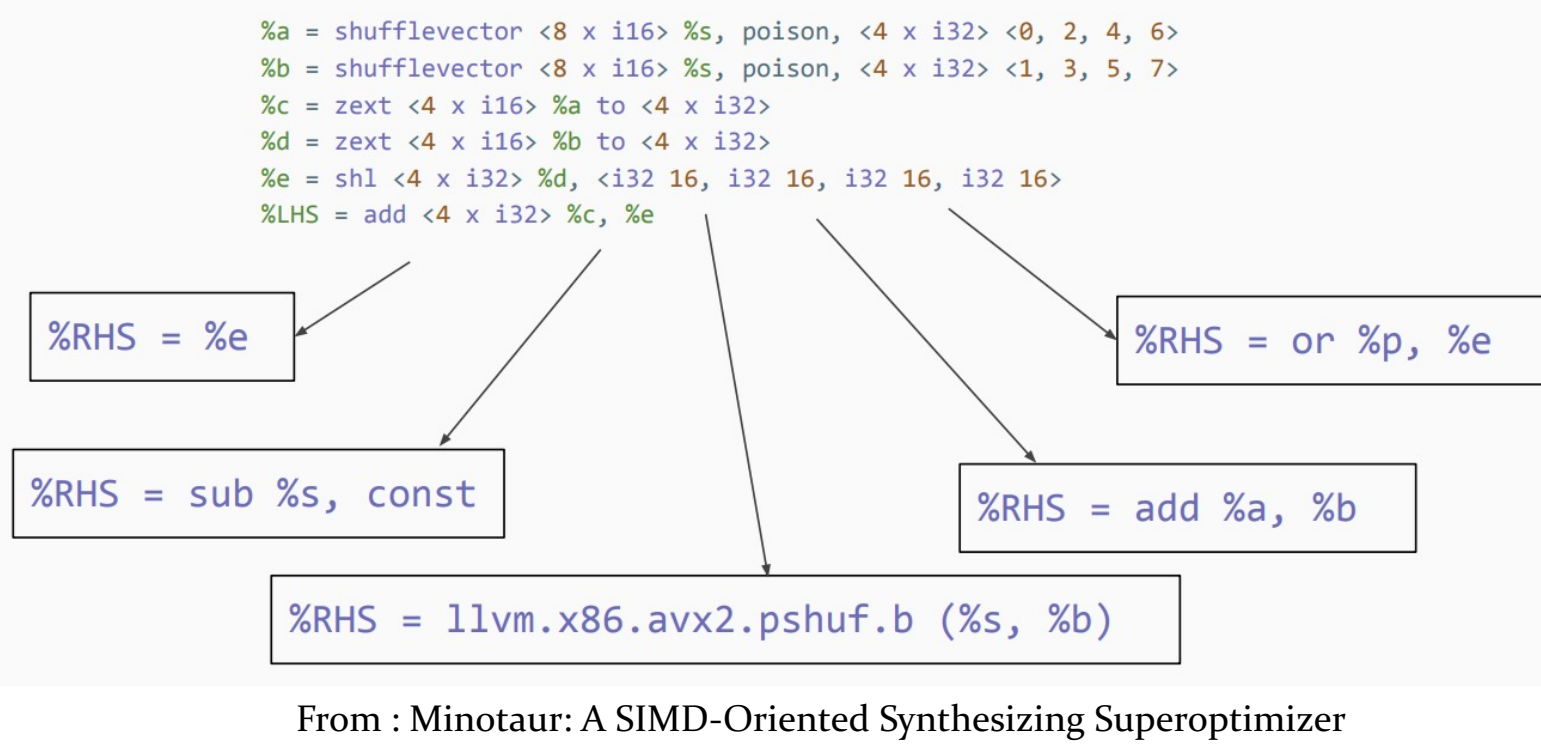 %a = shufflevector <8 x i16> %s, poison, <4 x i32> <0, 2, 4, 6>
%b = shufflevector <8 x i16> %s, poison, <4 x i32> <1, 3, 5, 7>
%c = zext <4 x i16> %a to <4 x i32>
%d = zext <4 x i16> %b to <4 x i32>
%e = shl <4 x i32> %d, <i32 16, i32 16, i32 16, i32 16>
%LHS = add <4 x i32> %c, %e
%RHS = %e
%RHS = or %p, %e
%RHS = sub %s, const
%RHS = add %a, %b
%RHS = llvm.x86.avx2.pshuf.b (%s, %b)
From : Minotaur: A SIMD-Oriented Synthesizing Superoptimizer